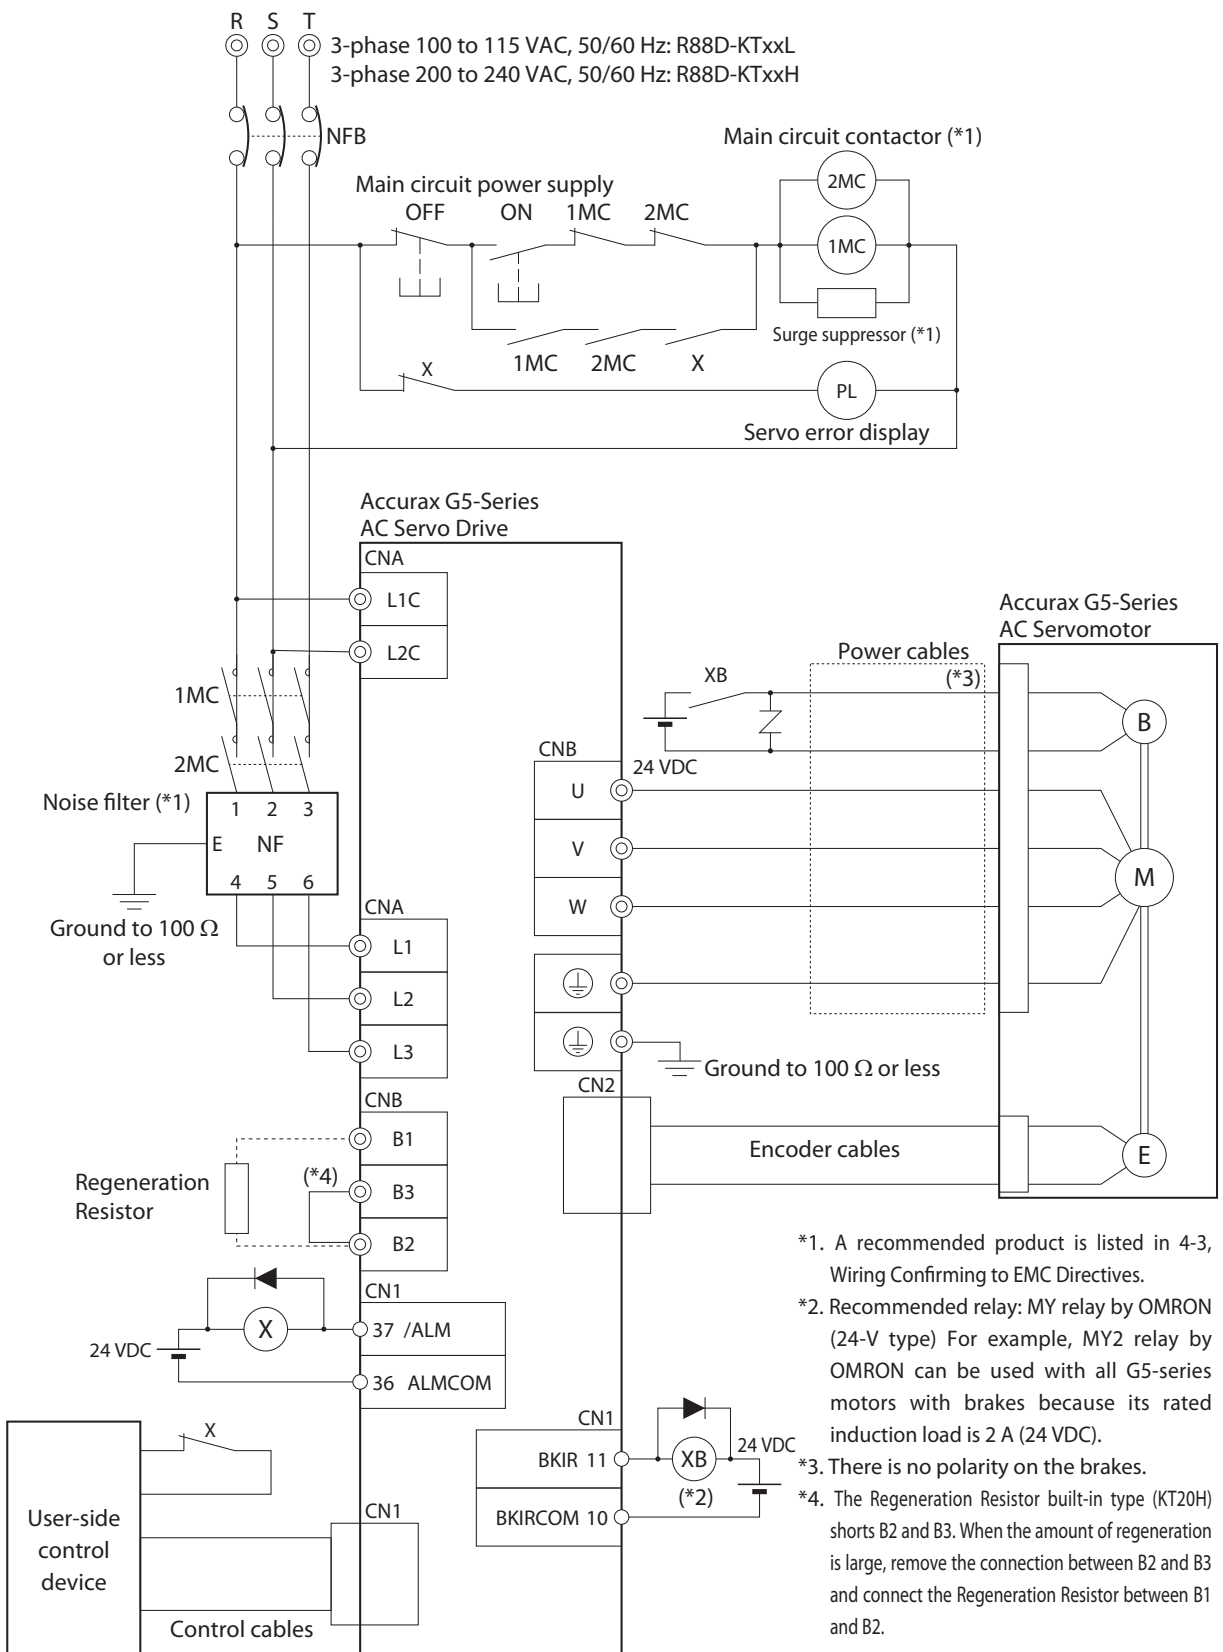 R S T
3-phase 100 to 115 VAC, 50/60 Hz: R88D-KTxxL
3-phase 200 to 240 VAC, 50/60 Hz: R88D-KTxxH
NFB
Main circuit contactor (*1)
2MC
Main circuit power supply
OFF ON 1MC 2MC
1MC
Surge suppressor (*1)
1MC 2MC X
X
PL
Servo error display
Accurax G5-Series
AC Servo Drive
CNA
L1C
L2C
Accurax G5-Series
AC Servomotor
Power cables
(*3)
XB
1MC
B
CNB
24 VDC
2MC
U
Noise filter (*1)
1 2 3
E NF
V
M
4 5 6
W
Ground to 100 Ω
or less
CNA
L1
L2
L3
Ground to 100 Ω or less
CN2
CNB
B1
Encoder cables
E
Regeneration
Resistor
(*4)
B3
B2
CN1
X
37 /ALM
24 VDC
36 ALMCOM
*1. A recommended product is listed in 4-3,
Wiring Confirming to EMC Directives.
*2. Recommended relay: MY relay by OMRON
(24-V type) For example, MY2 relay by
OMRON can be used with all G5-series
motors with brakes because its rated
induction load is 2 A (24 VDC).
*3. There is no polarity on the brakes.
*4. The Regeneration Resistor built-in type (KT20H)
shorts B2 and B3. When the amount of regeneration
is large, remove the connection between B2 and B3
and connect the Regeneration Resistor between B1
and B2.
CN1
X
24 VDC
BKIR 11
XB
(*2)
BKIRCOM 10
CN1
User-side
control
device
Control cables